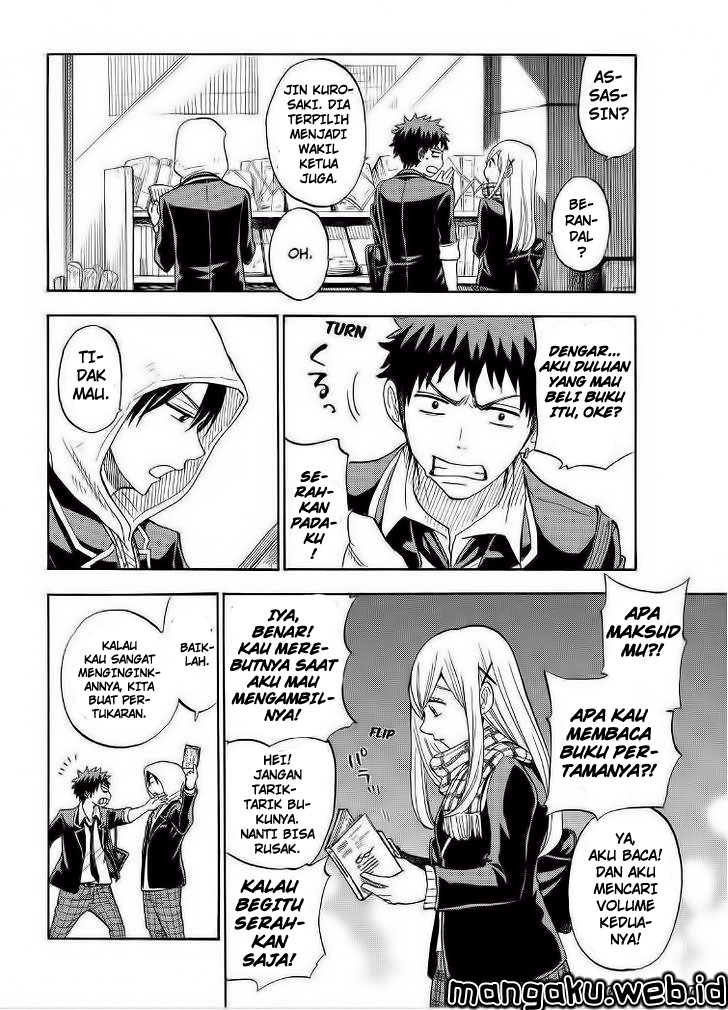 AS-
SAS-
SIN?
BE-
RAN-
DAL
?
JIN KURO-
SAKI. DIA
TERPILIH
MENJADI
WAKIL
KETUA
JUGA.
OH.
DENGAR...
AKU DULUAN
YANG MAU
BELI BUKU
ITU, OKE?
TURN
くるっ
SE-
RAH-
KAN
PADA-
KU
!
TI-
DAK
MAU.
APA
MAKSUD
MU?!
APA KAU
MEMBACA
BUKU PER-
TAMANYA?!
YA,
AKU BACA!
DAN AKU
MENCARI
VOLUME
KEDUA-
NYA!
IYA,
BENAR!
KAU MERE-
BUTNYA SAAT
AKU MAU
MENGAMBIL-
NYA!
FLIP
パラ
HEI!
JANGAN
TARIK-
TARIK BU-
KUNYA.
NANTI BISA
RUSAK.
KALAU
BEGITU
SERAH-
KAN
SAJA!
BAIK-
LAH.
KALAU
KAU SANGAT
MENGINGINK-
ANNYA, KITA
BUAT PER-
TUKARAN.
mangaku.web.id